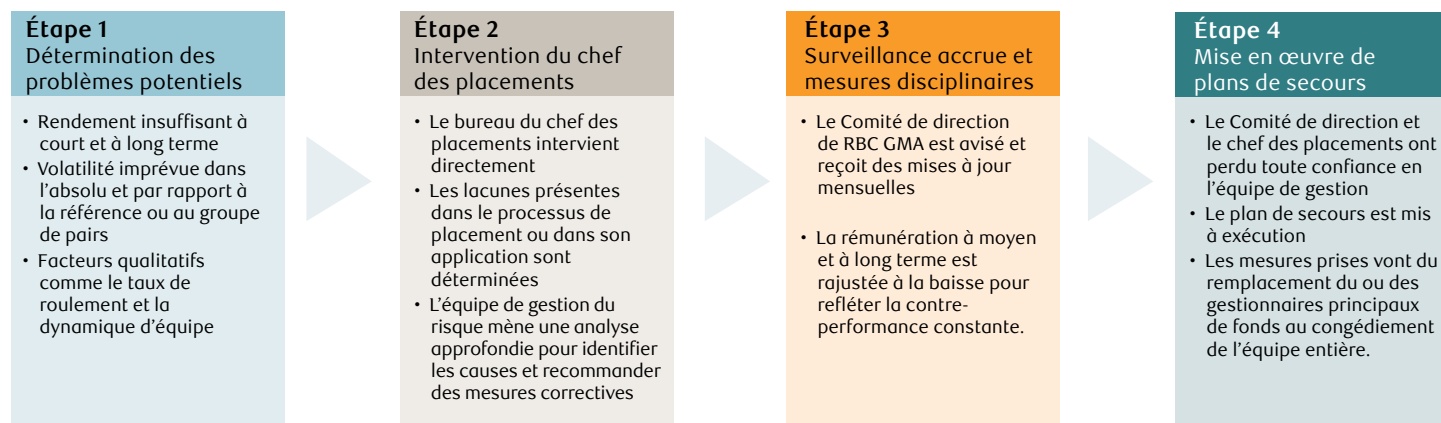 Étape 1
Détermination des
problèmes potentiels
• Rendement insuffisant à
court et à long terme
• Volatilité imprévue dans
l'absolu et par rapport à
la référence ou au groupe
de pairs
• Facteurs qualitatifs
comme le taux de
roulement et la
dynamique d'équipe
Étape 2
Intervention du chef
des placements
• Le bureau du chef des
placements intervient
directement
• Les lacunes présentes
dans le processus de
placement ou dans son
application sont
déterminées
• L'équipe de gestion du
risque mène une analyse
approfondie pour identifier
les causes et recommander
des mesures correctives
Étape 3
Surveillance accrue et
mesures disciplinaires
• Le Comité de direction
de RBC GMA est avisé et
reçoit des mises à jour
mensuelles
• La rémunération à moyen
et à long terme est
rajustée à la baisse pour
refléter la contre-
performance constante.
Étape 4
Mise en œuvre de
plans de secours
• Le Comité de direction et
le chef des placements ont
perdu toute confiance en
l'équipe de gestion
• Le plan de secours est mis
à exécution
• Les mesures prises vont du
remplacement du ou des
gestionnaires principaux
de fonds au congédiement
de l'équipe entière.